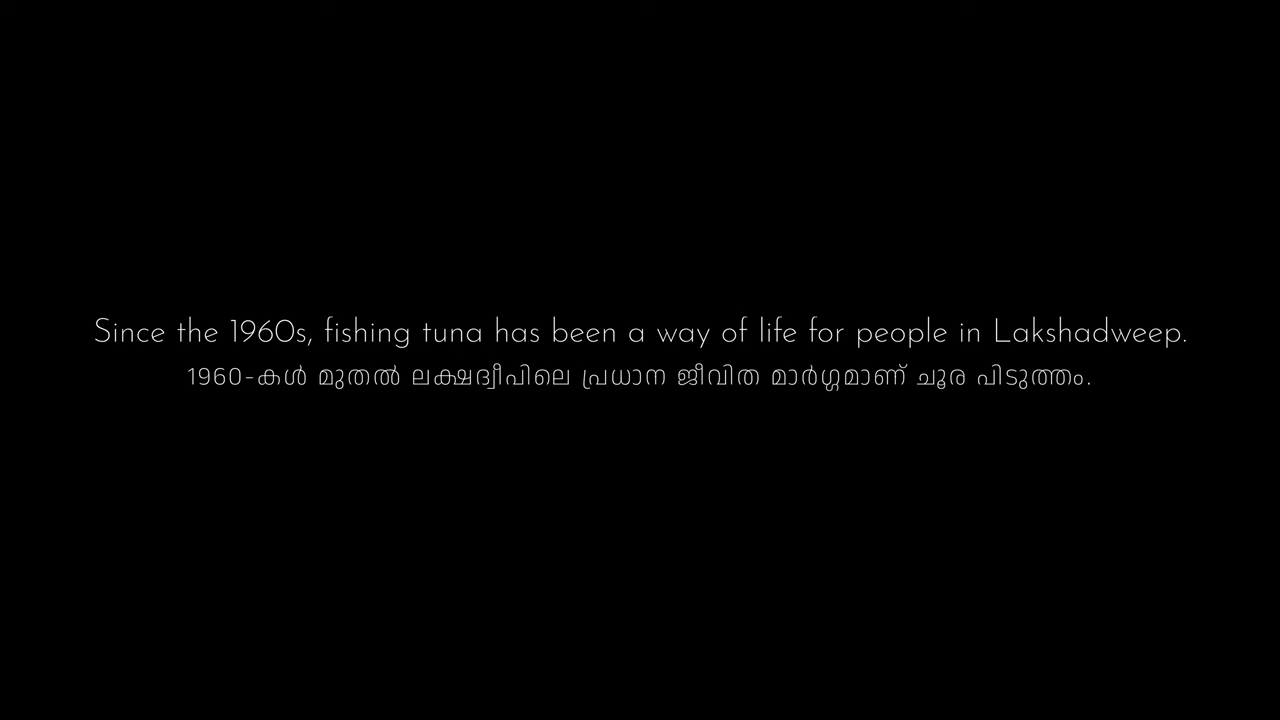 Since the 1960s, fishing tuna has been a way of life for people in Lakshadweep.
1960-കൾ മുതൽ ലക്ഷദ്വീപിലെ പ്രധാന ജീവിത മാർഗ്ഗമാണ് ചൂര പിടുത്തം.